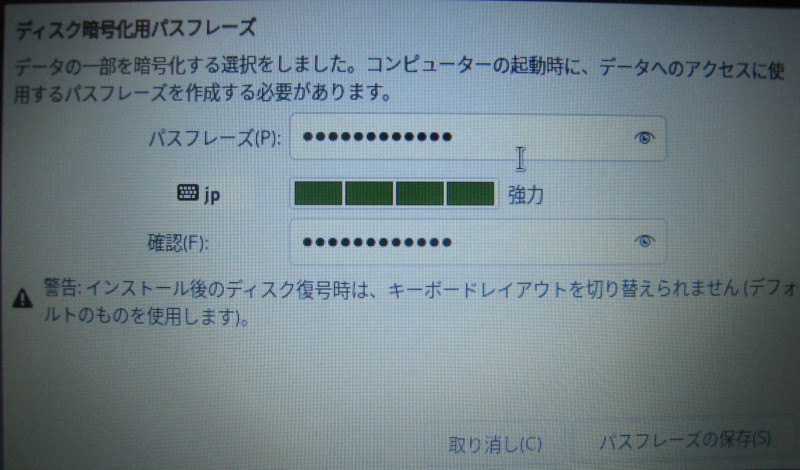 ディスク暗号化用パスフレーズ
データの一部を暗号化する選択をしました。コンピューターの起動時に、データへのアクセスに使
用するパスフレーズを作成する必要があります。
パスフレーズ(P): ●●●●●●●●●●●●
jp 強力
確認(F): ●●●●●●●●●●●●
警告: インストール後のディスク復号時は、キーボードレイアウトを切り替えられません (デフォ
ルトのものを使用します)。
取り消し(C) パスフレーズの保存(S)